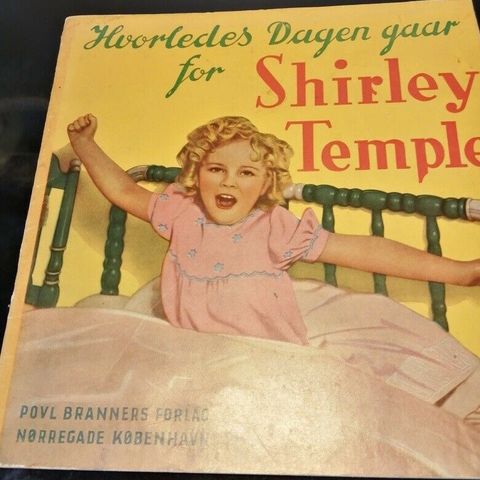 Hvorledes Dagen gaar
for Shirley
Temple
POVL BRANNERS FORLAG
NØRREGADE KØBENHAVN